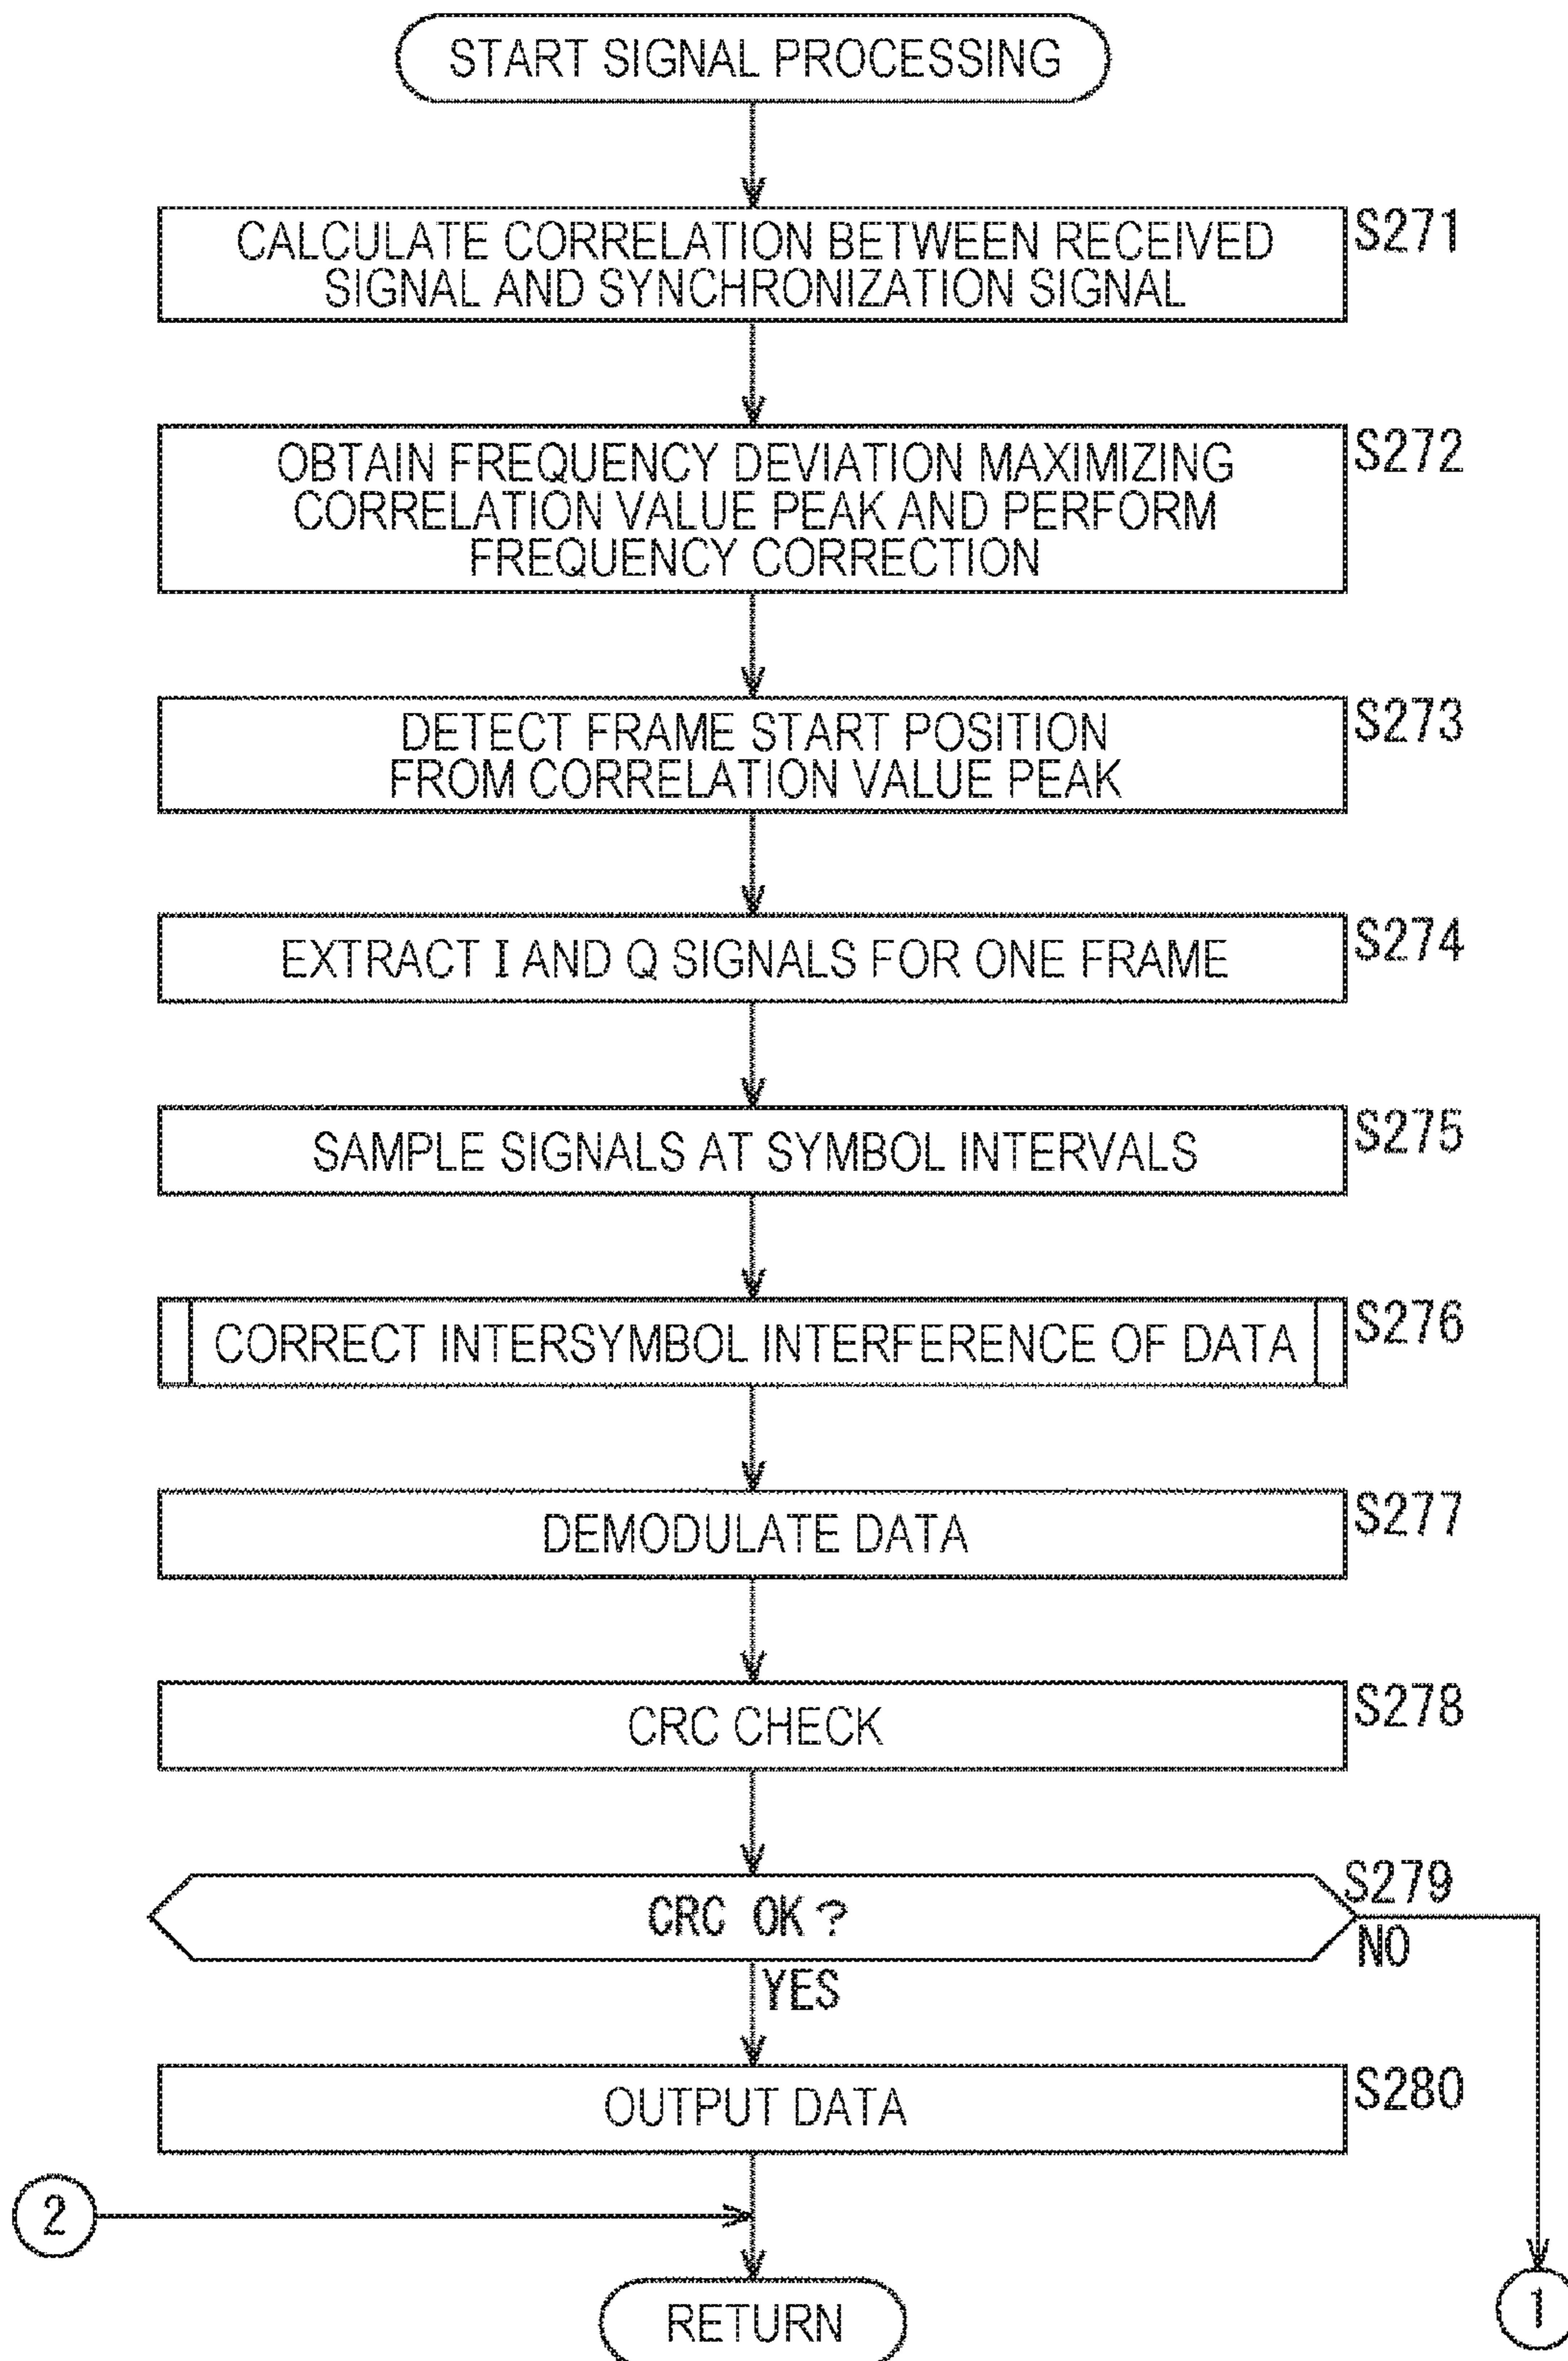 START SIGNAL PROCESSING
CALCULATE CORRELATION BETWEEN RECEIVED
SIGNAL AND SYNCHRONIZATION SIGNAL
S271
OBTAIN FREQUENCY DEVIATION MAXIMIZING
CORRELATION VALUE PEAK AND PERFORM
FREQUENCY CORRECTION
S272
DETECT FRAME START POSITION
FROM CORRELATION VALUE PEAK
S273
EXTRACT I AND Q SIGNALS FOR ONE FRAME
S274
SAMPLE SIGNALS AT SYMBOL INTERVALS
S275
CORRECT INTERSYMBOL INTERFERENCE OF DATA
S276
DEMODULATE DATA
S277
CRC CHECK
S278
CRC OK?
S279
NO
YES
OUTPUT DATA
S280
2
RETURN
1